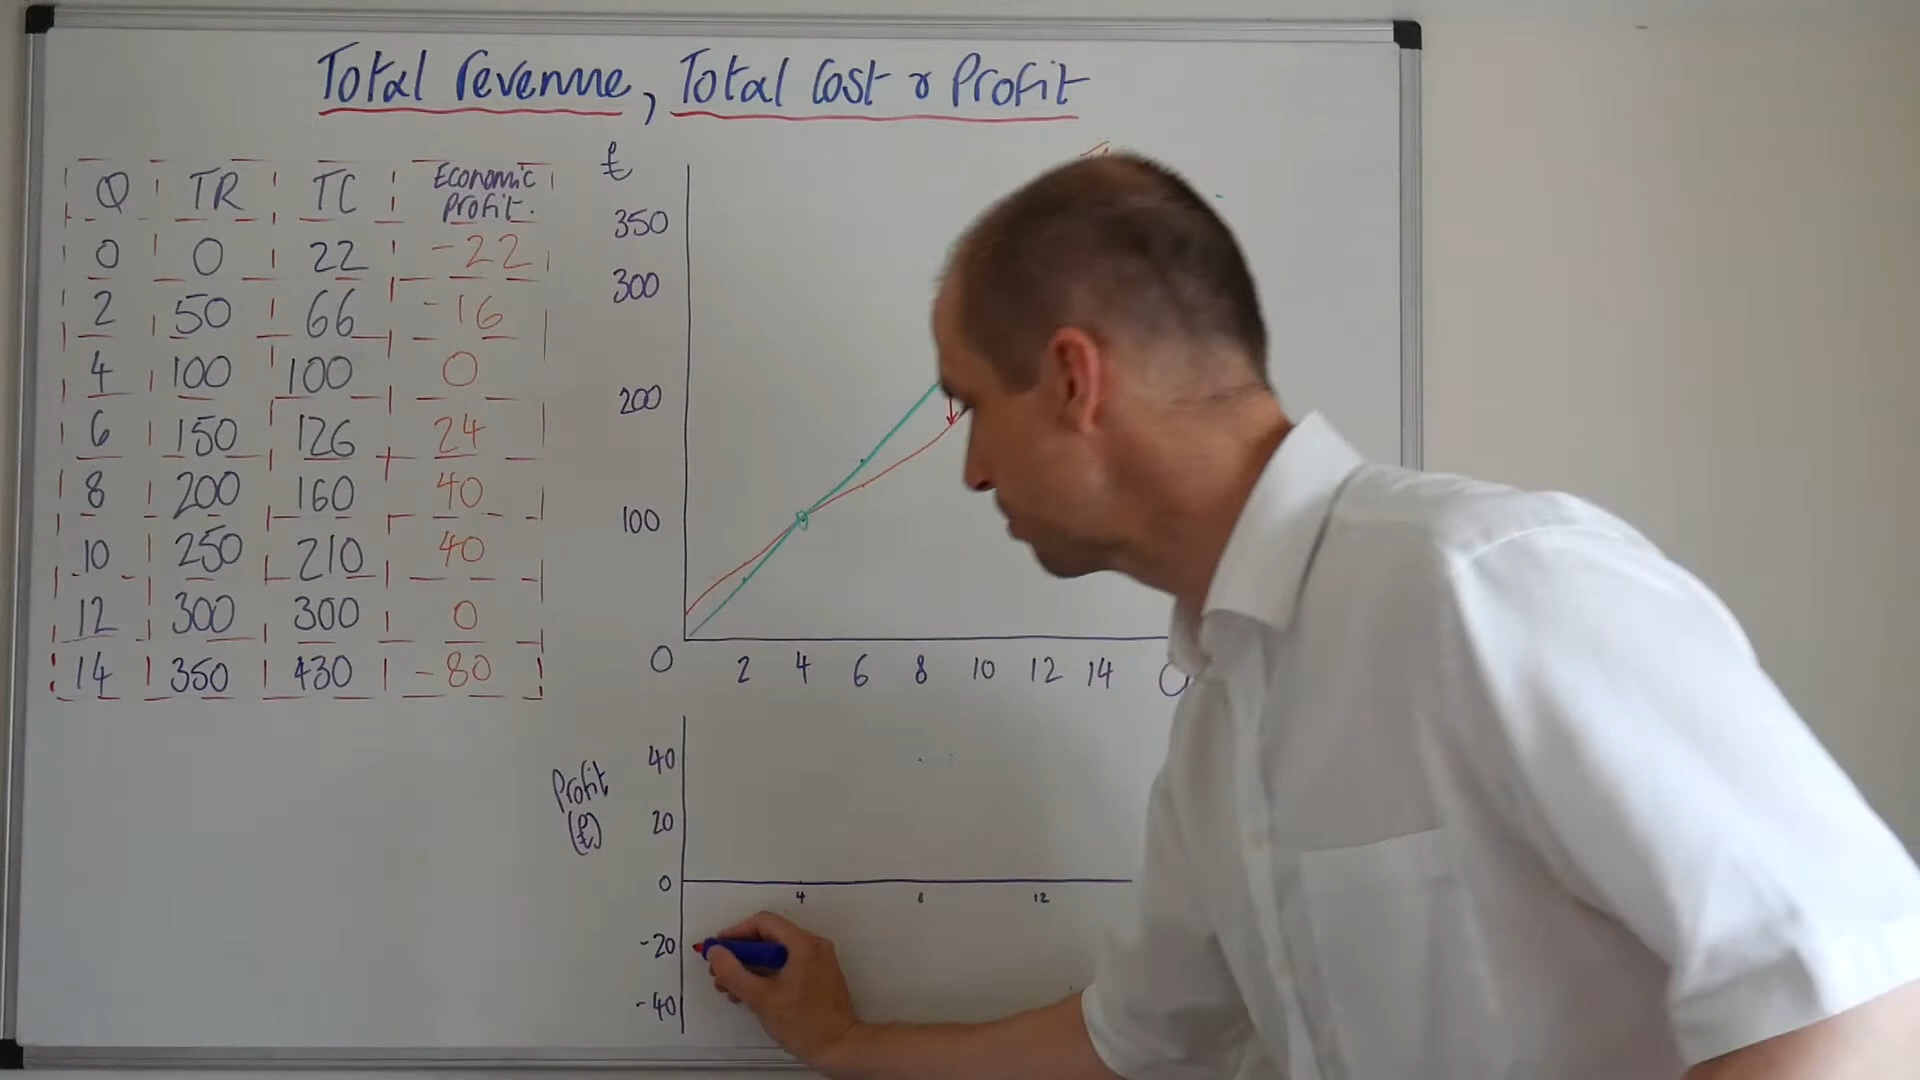 Total revenue, Total Cost & Profit
Q TR TC Economic Profit.
0 0 22 -22
2 50 66 -16
4 100 100 0
6 150 126 24
8 200 160 40
10 250 210 40
12 300 300 0
14 350 430 -80
£
350
300
200
100
0 2 4 6 8 10 12 14
Profit
(£)
40
20
0
4 8 12
-20
-40